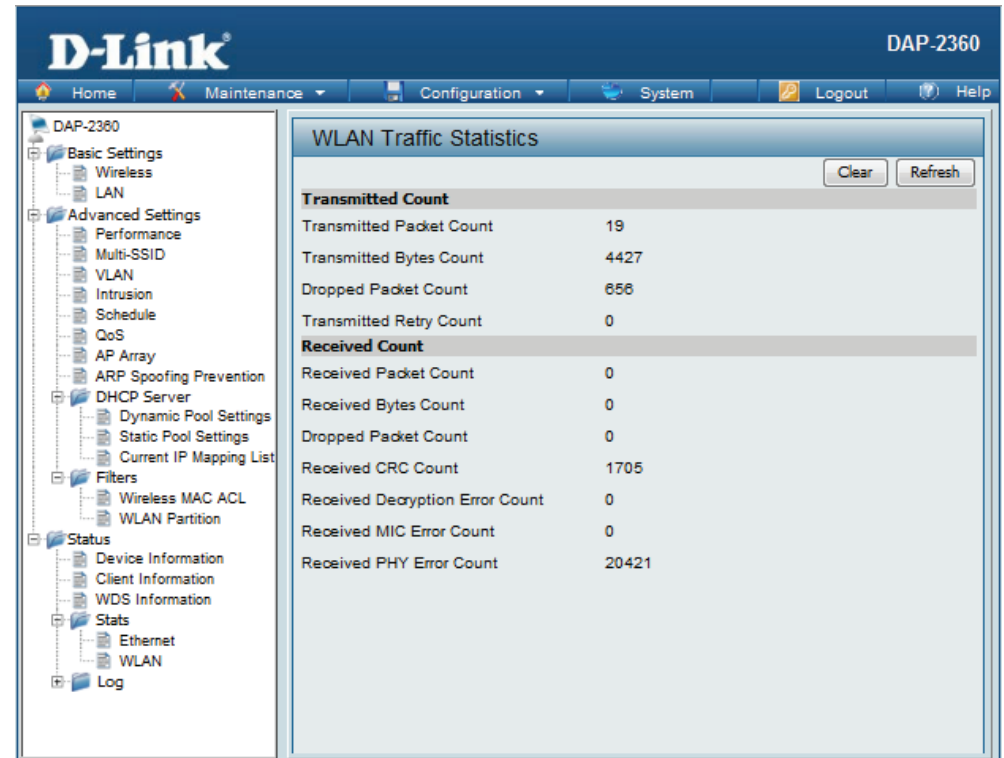 D-Link®
DAP-2360
Home Maintenance Configuration System Logout Help
DAP-2360
Basic Settings
Wireless
LAN
Advanced Settings
Performance
Multi-SSID
VLAN
Intrusion
Schedule
QoS
AP Array
ARP Spoofing Prevention
DHCP Server
Dynamic Pool Settings
Static Pool Settings
Current IP Mapping List
Filters
Wireless MAC ACL
WLAN Partition
Status
Device Information
Client Information
WDS Information
Stats
Ethernet
WLAN
Log
WLAN Traffic Statistics
Clear Refresh
Transmitted Count
Transmitted Packet Count 19
Transmitted Bytes Count 4427
Dropped Packet Count 656
Transmitted Retry Count 0
Received Count
Received Packet Count 0
Received Bytes Count 0
Dropped Packet Count 0
Received CRC Count 1705
Received Decryption Error Count 0
Received MIC Error Count 0
Received PHY Error Count 20421